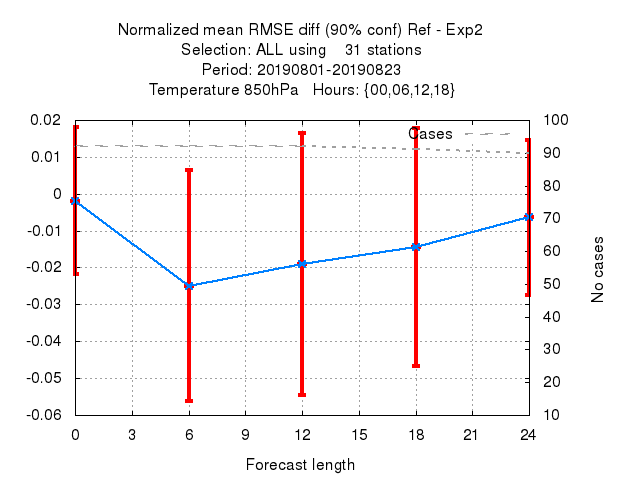 Normalized mean RMSE diff (90% conf) Ref - Exp2
Selection: ALL using 31 stations
Period: 20190801-20190823
Temperature 850hPa Hours: {00,06,12,18}
Cases
0.02
0.01
0
-0.01
-0.02
-0.03
-0.04
-0.05
-0.06
100
90
80
70
60
50
40
30
20
10
No cases
0 3 6 9 12 15 18 21 24
Forecast length